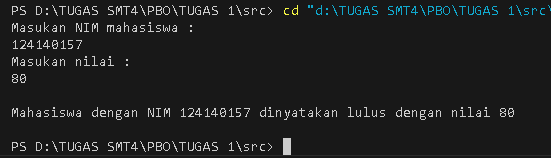 PS D:\TUGAS SMT4\PBO\TUGAS 1\src> cd "d:\TUGAS SMT4\PBO\TUGAS 1\src\
Masukan NIM mahasiswa :
124140157
Masukan nilai :
80
Mahasiswa dengan NIM 124140157 dinyatakan lulus dengan nilai 80
PS D:\TUGAS SMT4\PBO\TUGAS 1\src>